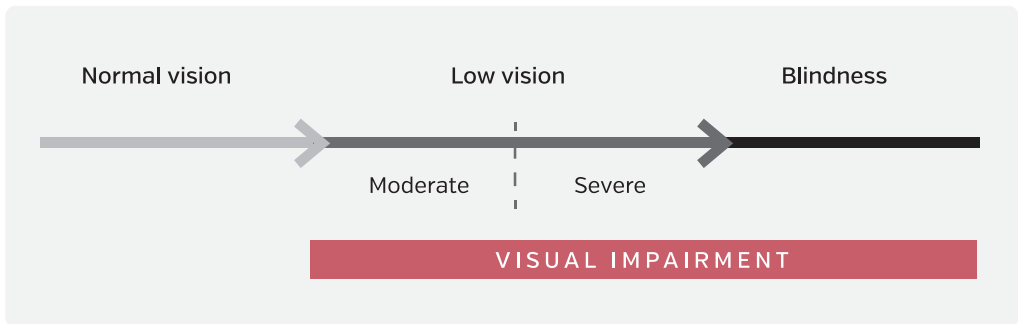 Normal vision
Low vision
Blindness
Moderate
Severe
VISUAL IMPAIRMENT